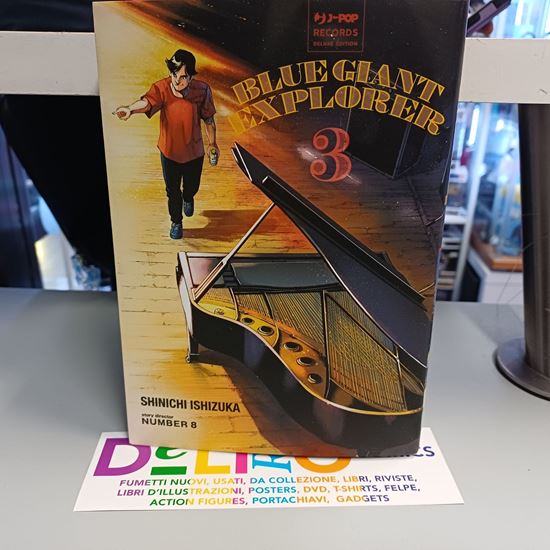 J-POP
RECORDS
DELUXE EDITION
BLUE GIANT
EXPLORER
3
SHINICHI ISHIZUKA
story director
NUMBER 8
FUMETTI NUOVI, USATI, DA COLLEZIONE, LIBRI, RIVISTE,
LIBRI D'ILLUSTRAZIONI, POSTERS, DVD, T-SHIRTS, FELPE,
ACTION FIGURES, PORTACHIAVI, GADGETS